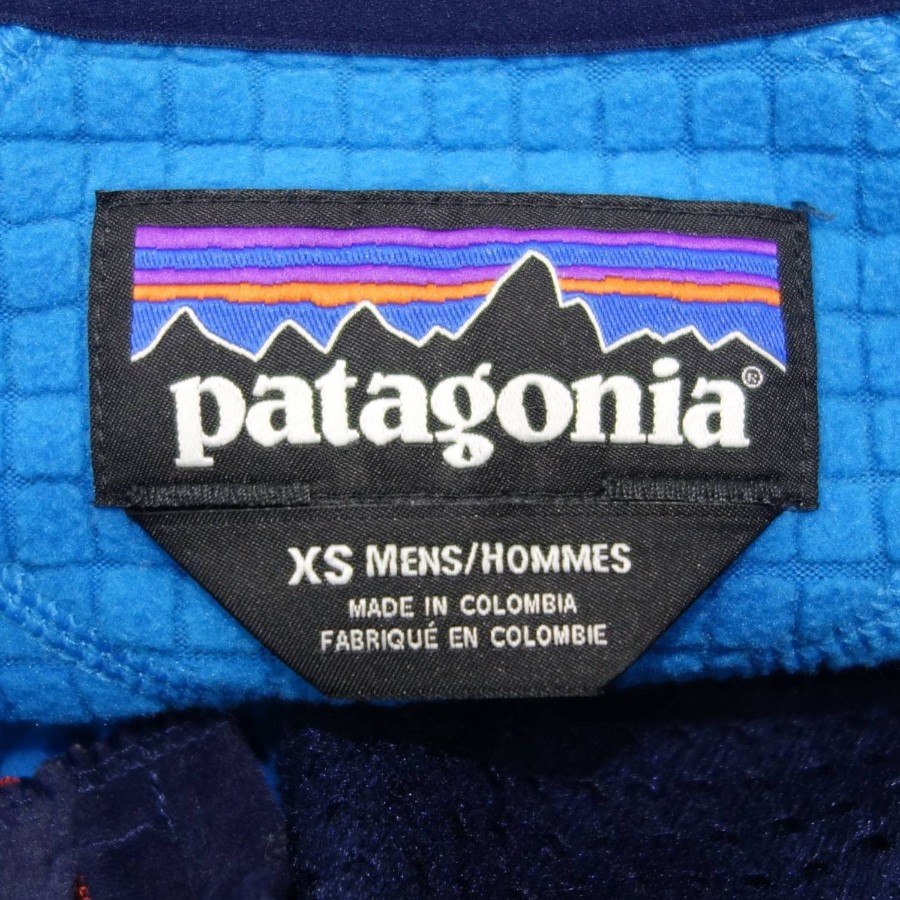 patagonia®
XS MENS/HOMMES
MADE IN COLOMBIA
FABRIQUÉ EN COLOMBIE